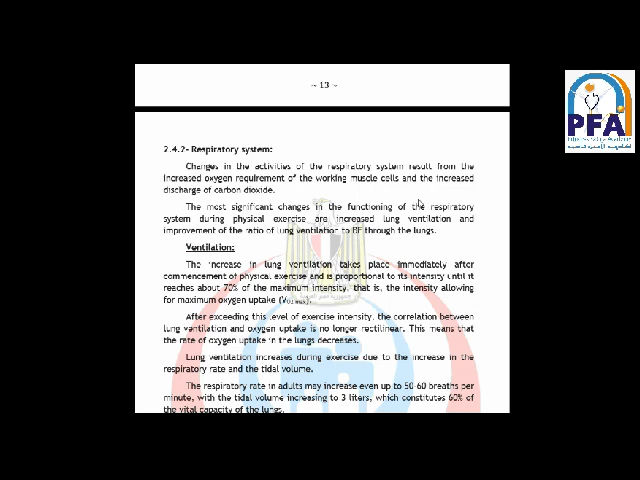 ~ 13 ~
2.4.2- Respiratory system:
Changes in the activities of the respiratory system result from the
increased oxygen requirement of the working muscle cells and the increased
discharge of carbon dioxide.
The most significant changes in the functioning of the respiratory
system during physical exercise are increased lung ventilation and
improvement of the ratio of lung ventilation to BF through the lungs.
Ventilation:
The increase in lung ventilation takes place immediately after
commencement of physical exercise and is proportional to its intensity until it
reaches about 70% of the maximum intensity, that is, the intensity allowing
for maximum oxygen uptake
After exceeding this level of exercise intensity, the correlation between
lung ventilation and oxygen uptake is no longer rectilinear. This means that
the rate of oxygen uptake in the lungs decreases.
Lung ventilation increases during exercise due to the increase in the
respiratory rate and the tidal volume.
The respiratory rate in adults may increase even up to 50-60 breaths per
minute, with the tidal volume increasing to 3 liters, which constitutes 60% of
the vital capacity of the lungs.
PFA